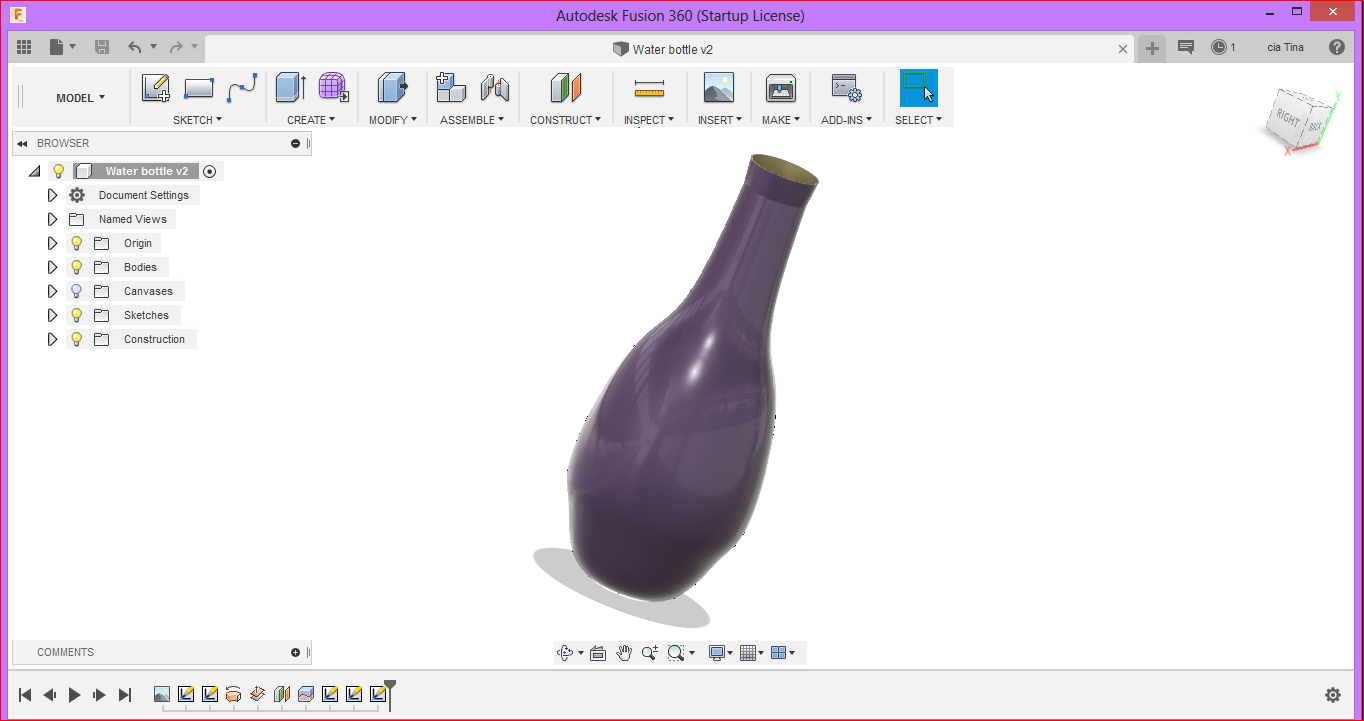 Autodesk Fusion 360 (Startup License)
Water bottle v2
1
cia Tina
MODEL
SKETCH
CREATE
MODIFY
ASSEMBLE
CONSTRUCT
INSPECT
INSERT
MAKE
ADD-INS
SELECT
RIGHT
BACK
Y
X
BROWSER
Water bottle v2
Document Settings
Named Views
Origin
Bodies
Canvases
Sketches
Construction
COMMENTS